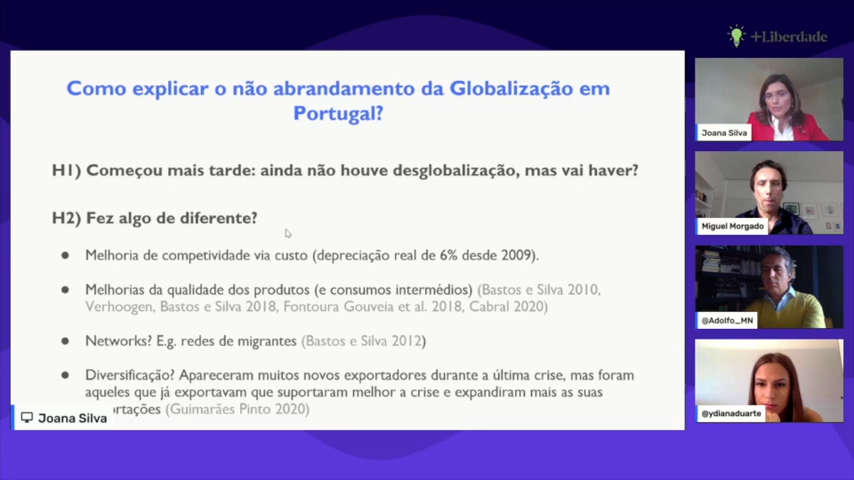 +Liberdade
Como explicar o não abrandamento da Globalização em
Portugal?
H1) Começou mais tarde: ainda não houve desglobalização, mas vai haver?
H2) Fez algo de diferente?
● Melhoria de competividade via custo (depreciação real de 6% desde 2009).
● Melhorias da qualidade dos produtos (e consumos intermédios) (Bastos e Silva 2010,
Verhoogen, Bastos e Silva 2018, Fontoura Gouveia et al. 2018, Cabral 2020)
● Networks? E.g. redes de migrantes (Bastos e Silva 2012)
● Diversificação? Apareceram muitos novos exportadores durante a última crise, mas foram
aqueles que já exportavam que suportaram melhor a crise e expandiram mais as suas
(Guimarães Pinto 2020)
Joana Silva
Joana Silva
Miguel Morgado
@Adolfo_MN
@ydianaduarte